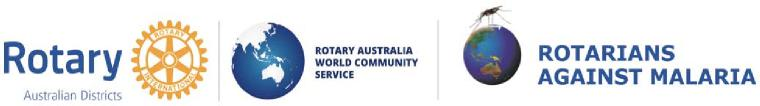 Rotary
Australian Districts
ROTARY
INTERNATIONAL
ROTARY AUSTRALIA
WORLD COMMUNITY
SERVICE
ROTARIANS
AGAINST MALARIA